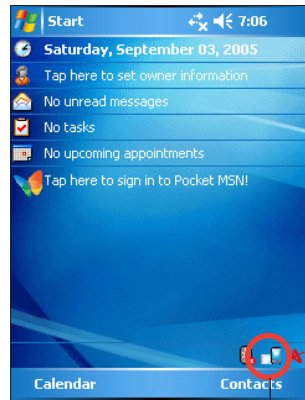 Start 7:06
Saturday, September 03, 2005
Tap here to set owner information
No unread messages
No tasks
No upcoming appointments
Tap here to sign in to Pocket MSN!
Calendar Contacts